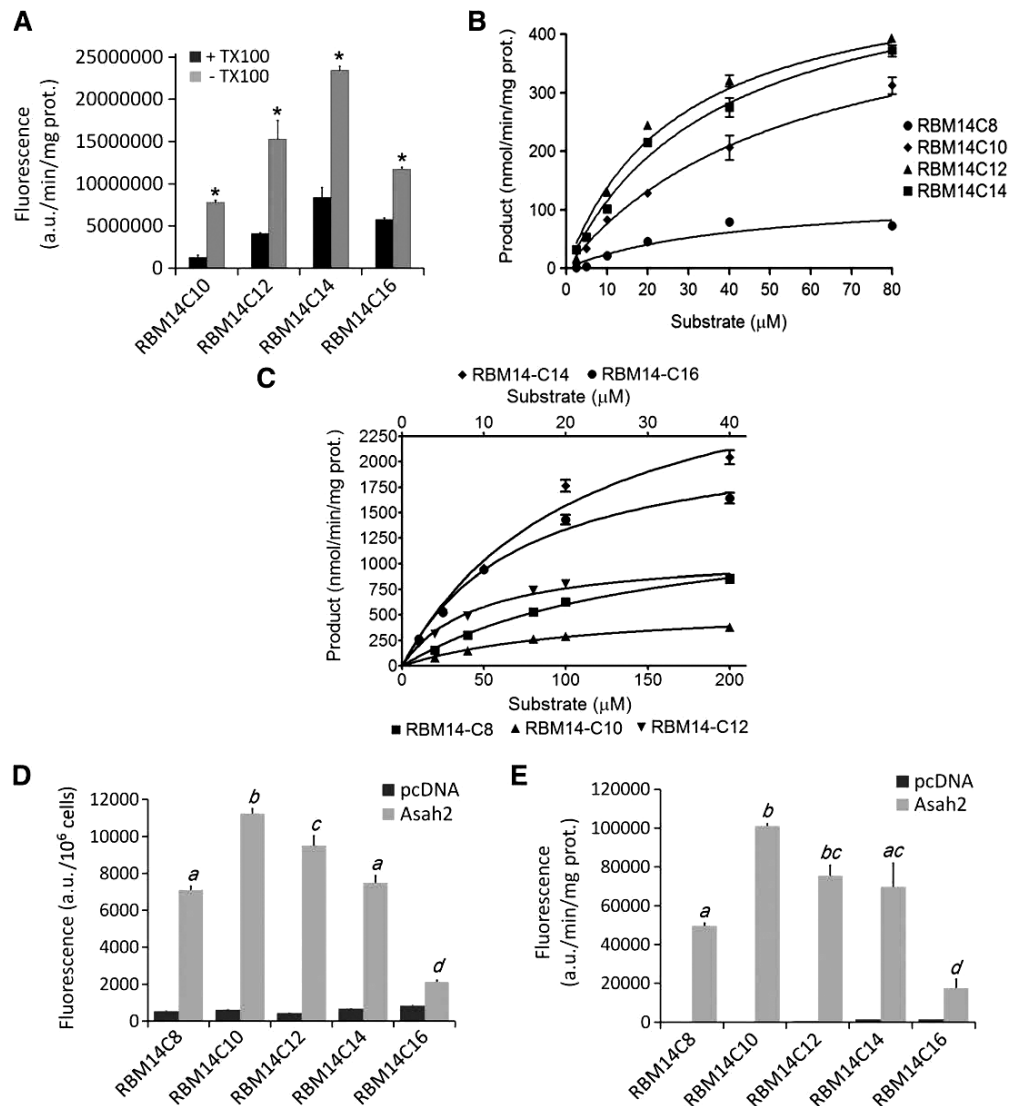 A
Fluorescence
(a.u./min/mg prot.)
25000000
20000000
15000000
10000000
5000000
0
+ TX100
- TX100
* * * *
RBM14C10
RBM14C12
RBM14C14
RBM14C16
B
Product (nmol/min/mg prot.)
400
300
200
100
0
0 10 20 30 40 50 60 70 80
Substrate (μM)
RBM14C8
RBM14C10
RBM14C12
RBM14C14
C
RBM14-C14 RBM14-C16
Substrate (μM)
0 10 20 30 40
Product (nmol/min/mg prot.)
2250
2000
1750
1500
1250
1000
750
500
250
0
0 50 100 150 200
Substrate (μM)
RBM14-C8 RBM14-C10 RBM14-C12
D
Fluorescence (a.u./10⁶ cells)
12000
10000
8000
6000
4000
2000
0
pcDNA
Asah2
a b c a d
RBM14C8
RBM14C10
RBM14C12
RBM14C14
RBM14C16
E
Fluorescence
(a.u./min/mg prot.)
120000
100000
80000
60000
40000
20000
0
pcDNA
Asah2
a b bc ac d
RBM14C8
RBM14C10
RBM14C12
RBM14C14
RBM14C16